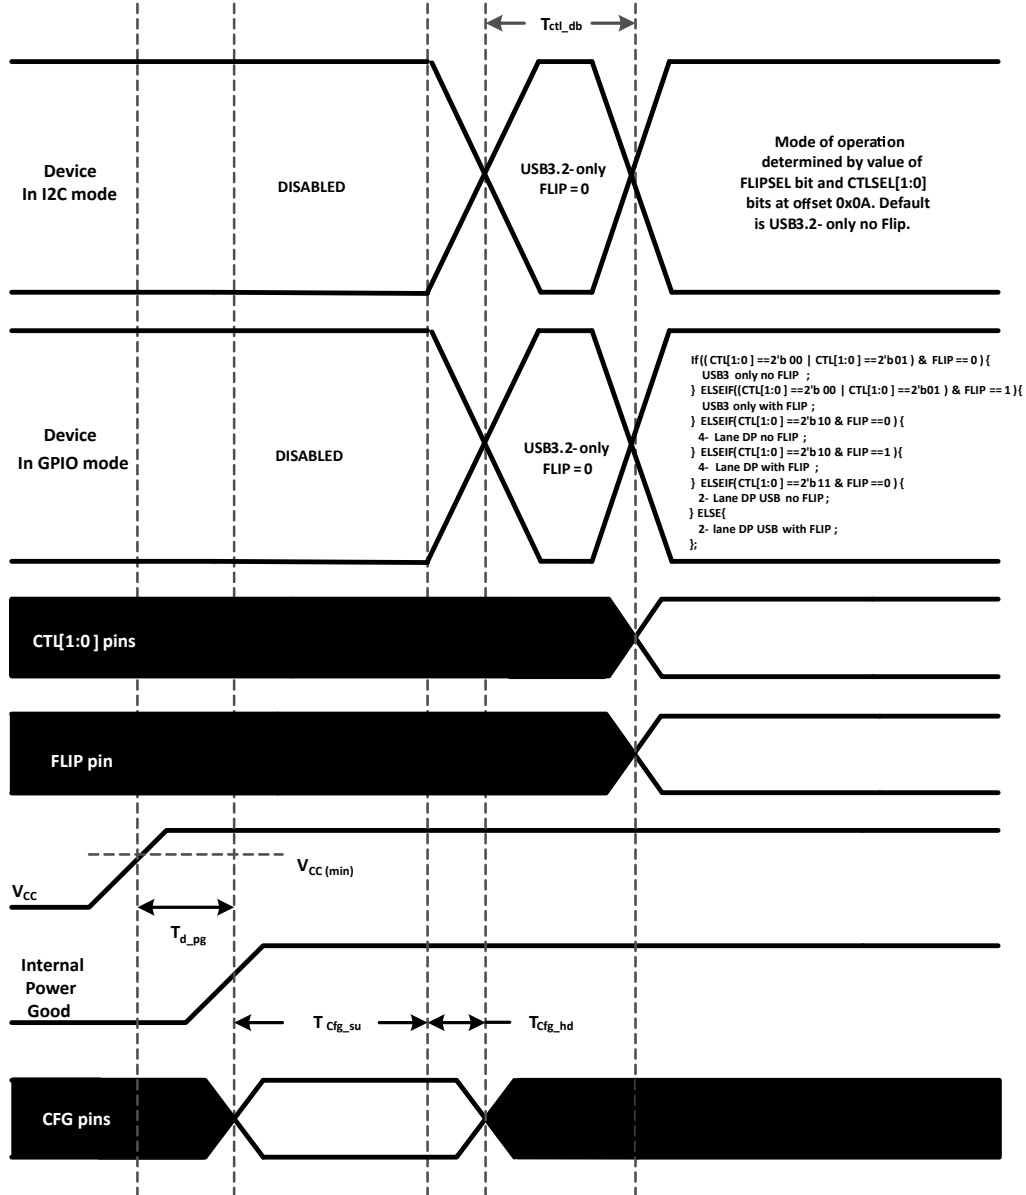 Tctl_db
Device
In I2C mode
DISABLED
USB3.2- only
FLIP = 0
Mode of operation
determined by value of
FLIPSEL bit and CTLSEL[1:0]
bits at offset 0x0A. Default
is USB3.2- only no Flip.
Device
In GPIO mode
DISABLED
USB3.2- only
FLIP = 0
If (( CTL[1:0 ] ==2'b 00 | CTL[1:0 ] ==2'b01 ) & FLIP == 0 ) {
USB3 only no FLIP ;
} ELSEIF((CTL[1:0 ] ==2'b 00 | CTL[1:0 ] ==2'b01 ) & FLIP == 1 ){
USB3 only with FLIP ;
} ELSEIF(CTL[1:0 ] ==2'b 10 & FLIP ==0 ) {
4- Lane DP no FLIP ;
} ELSEIF(CTL[1:0 ] ==2'b 10 & FLIP ==1 ){
4- Lane DP with FLIP ;
} ELSEIF(CTL[1:0 ] ==2'b 11 & FLIP ==0 ) {
2- Lane DP USB no FLIP ;
} ELSE{
2- lane DP USB with FLIP ;
};
CTL[1:0 ] pins
FLIP pin
VCC (min)
VCC
Td_pg
Internal
Power
Good
T Cfg_su
TCfg_hd
CFG pins